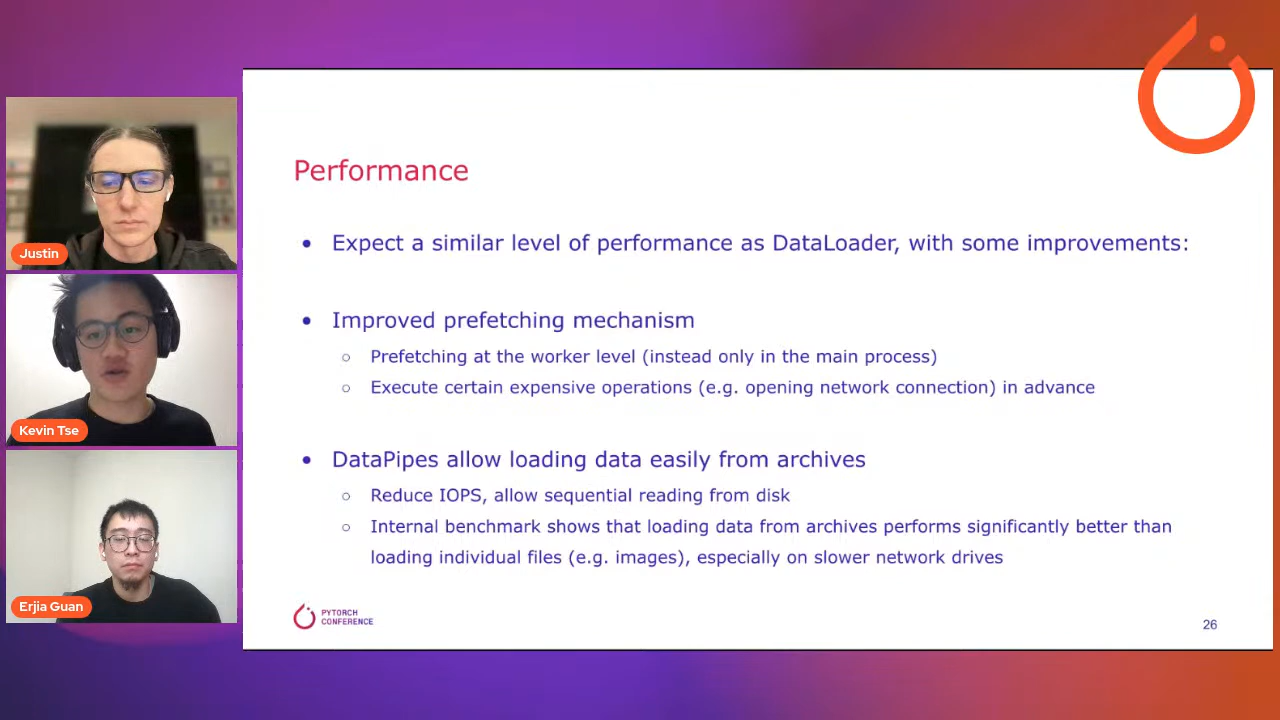 Justin
Kevin Tse
Erjia Guan
Performance
• Expect a similar level of performance as DataLoader, with some improvements:
• Improved prefetching mechanism
○ Prefetching at the worker level (instead only in the main process)
○ Execute certain expensive operations (e.g. opening network connection) in advance
• DataPipes allow loading data easily from archives
○ Reduce IOPS, allow sequential reading from disk
○ Internal benchmark shows that loading data from archives performs significantly better than
loading individual files (e.g. images), especially on slower network drives
PYTORCH
CONFERENCE
26